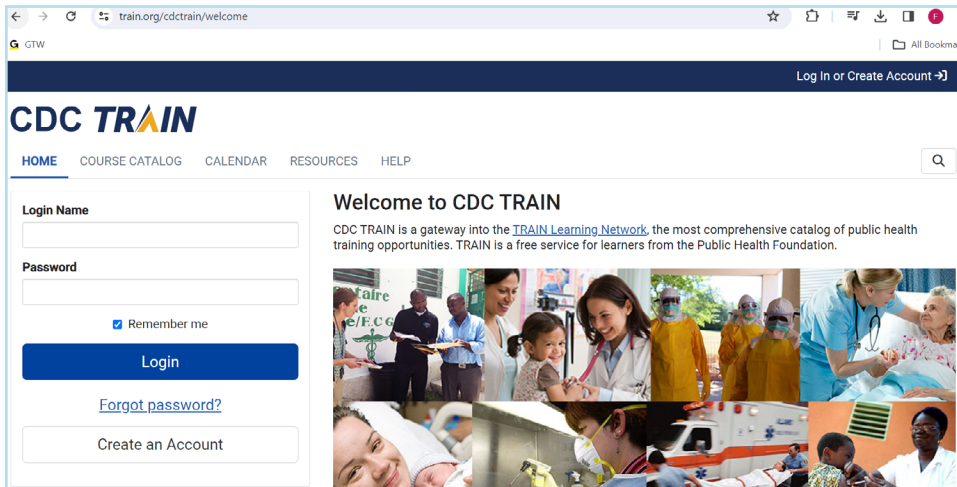 train.org/cdctrain/welcome
F
G GTW
All Bookma
Log In or Create Account
CDC TRAIN
HOME COURSE CATALOG CALENDAR RESOURCES HELP
Login Name
Password
Remember me
Login
Forgot password?
Create an Account
Welcome to CDC TRAIN
CDC TRAIN is a gateway into the TRAIN Learning Network, the most comprehensive catalog of public health
training opportunities. TRAIN is a free service for learners from the Public Health Foundation.
taire
e/F.C G